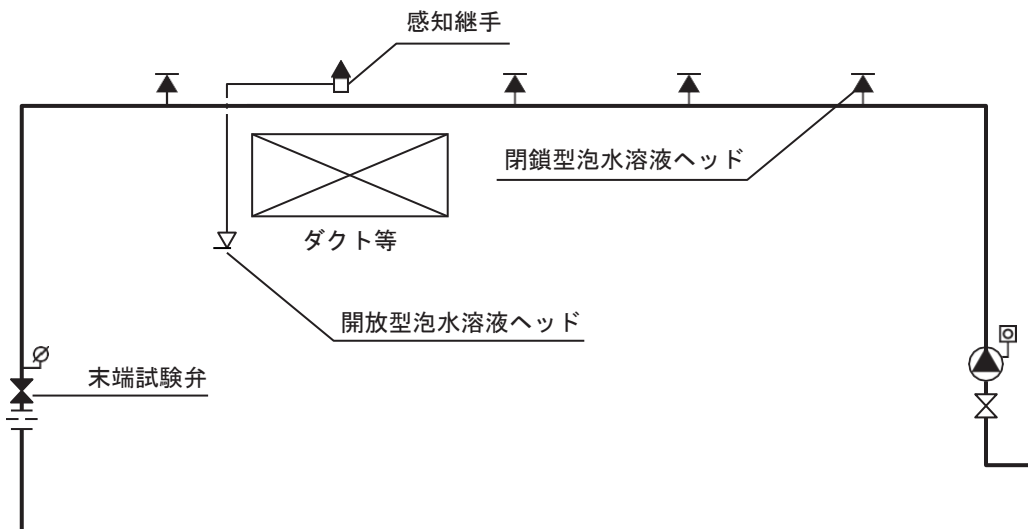 感知継手
閉鎖型泡水溶液ヘッド
ダクト等
開放型泡水溶液ヘッド
末端試験弁